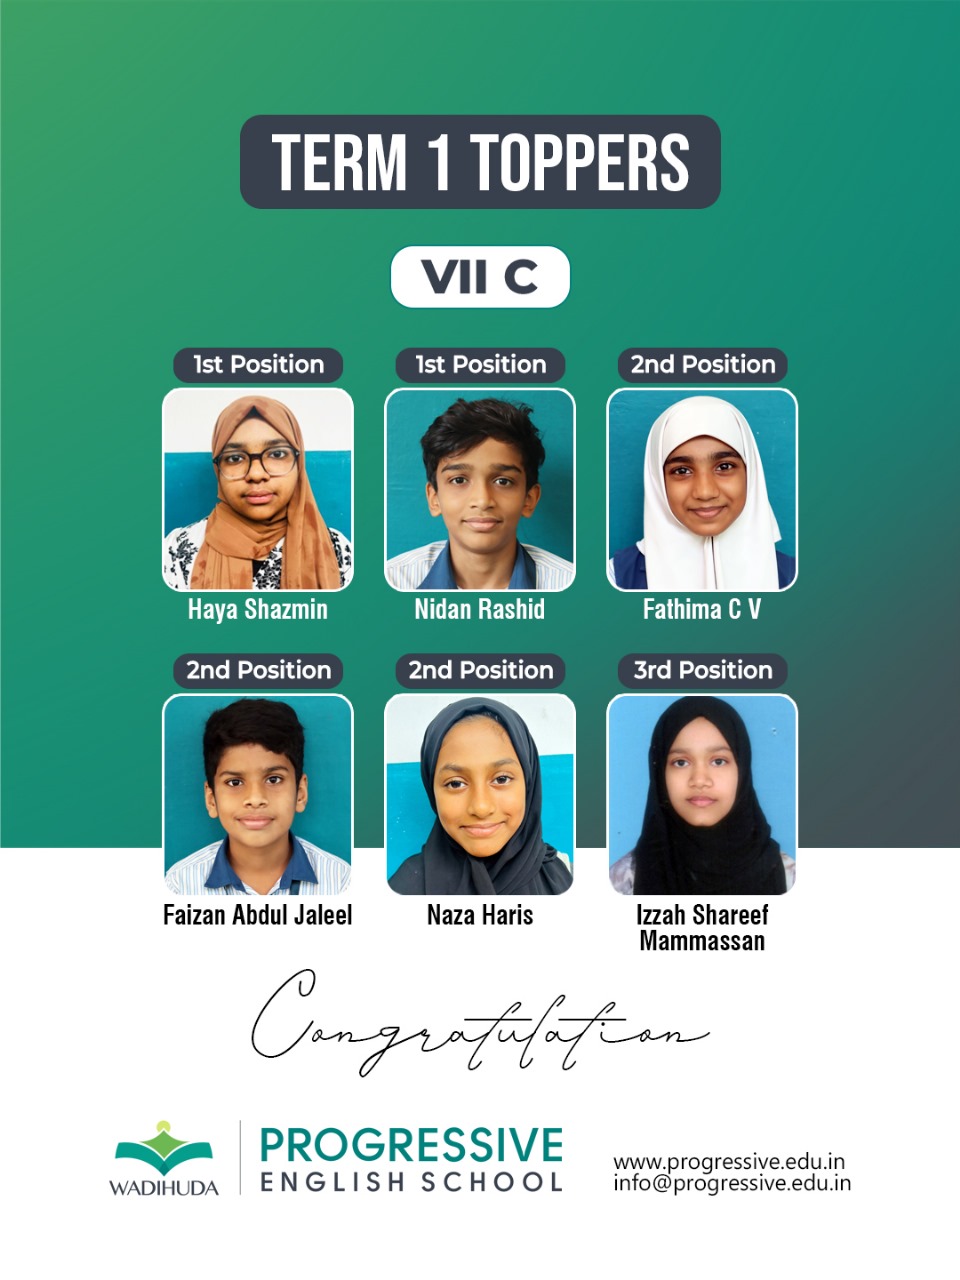 TERM 1 TOPPERS
VII C
1st Position
1st Position
2nd Position
Haya Shazmin
Nidan Rashid
Fathima C V
2nd Position
2nd Position
3rd Position
Faizan Abdul Jaleel
Naza Haris
Izzah Shareef
Mammassan
Congratulation
WADIHUDA
PROGRESSIVE
ENGLISH SCHOOL
www.progressive.edu.in
info@progressive.edu.in